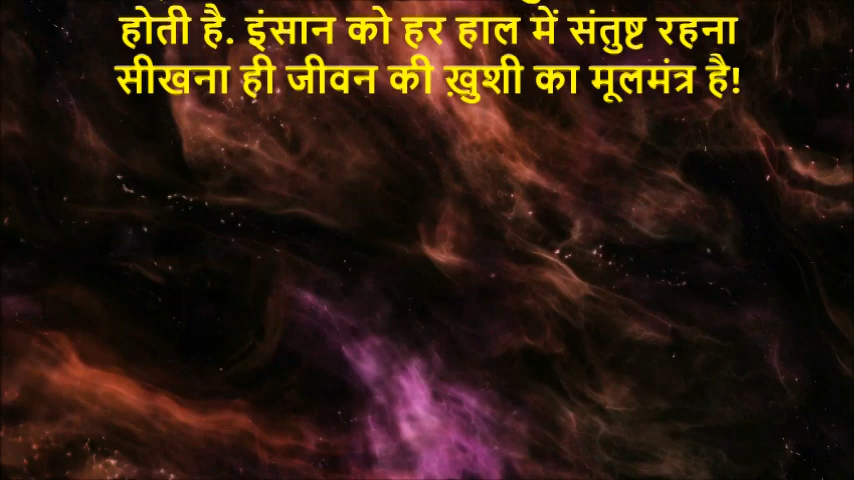 होती है. इंसान को हर हाल में संतुष्ट रहना
सीखना ही जीवन की ख़ुशी का मूलमंत्र है!